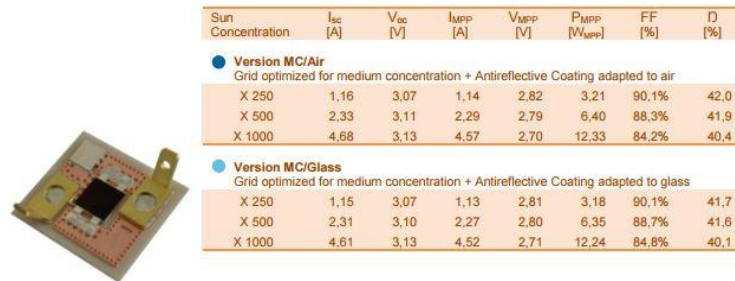 Sun Concentration Isc [A] Voc [V] IMPP [A] VMPP [V] PMPP [WMPP] FF [%] η [%]
Version MC/Air
Grid optimized for medium concentration + Antireflective Coating adapted to air
X 250 1,16 3,07 1,14 2,82 3,21 90,1% 42,0
X 500 2,33 3,11 2,29 2,79 6,40 88,3% 41,9
X 1000 4,68 3,13 4,57 2,70 12,33 84,2% 40,4
Version MC/Glass
Grid optimized for medium concentration + Antireflective Coating adapted to glass
X 250 1,15 3,07 1,13 2,81 3,18 90,1% 41,7
X 500 2,31 3,10 2,27 2,80 6,35 88,7% 41,6
X 1000 4,61 3,13 4,52 2,71 12,24 84,8% 40,1